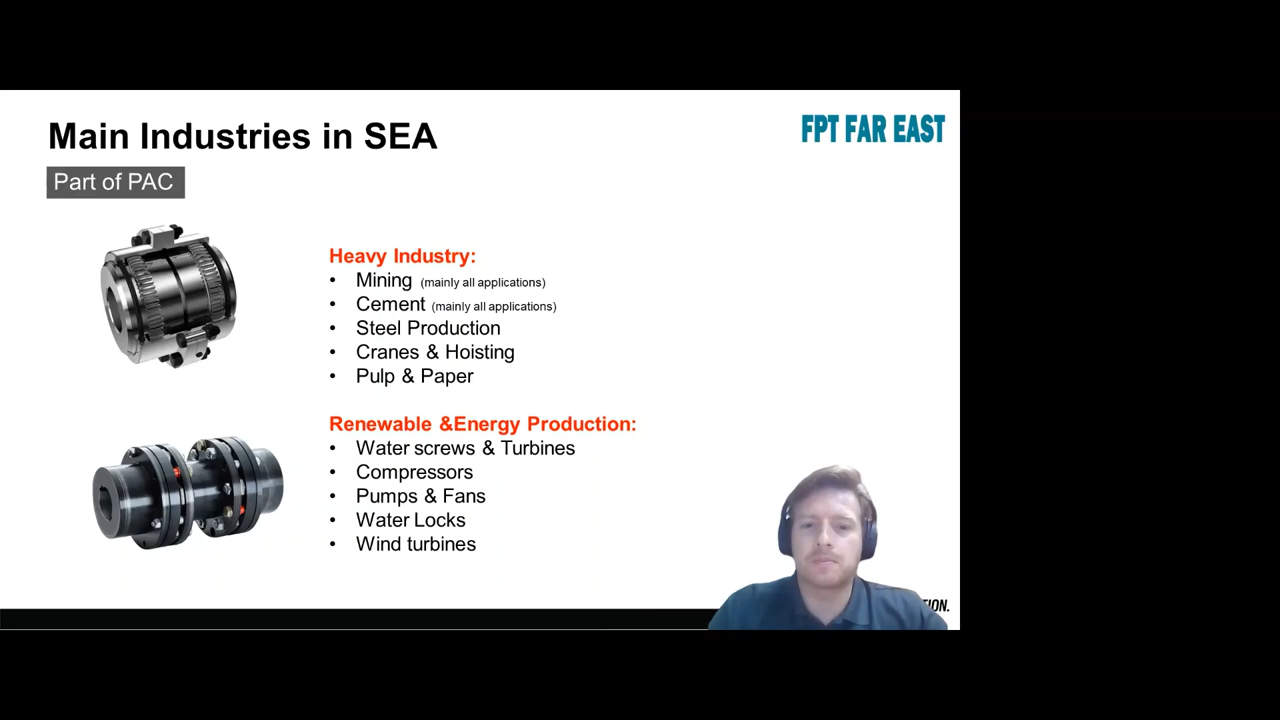 Main Industries in SEA
FPT FAR EAST
Part of PAC
Heavy Industry:
• Mining (mainly all applications)
• Cement (mainly all applications)
• Steel Production
• Cranes & Hoisting
• Pulp & Paper
Renewable &Energy Production:
• Water screws & Turbines
• Compressors
• Pumps & Fans
• Water Locks
• Wind turbines